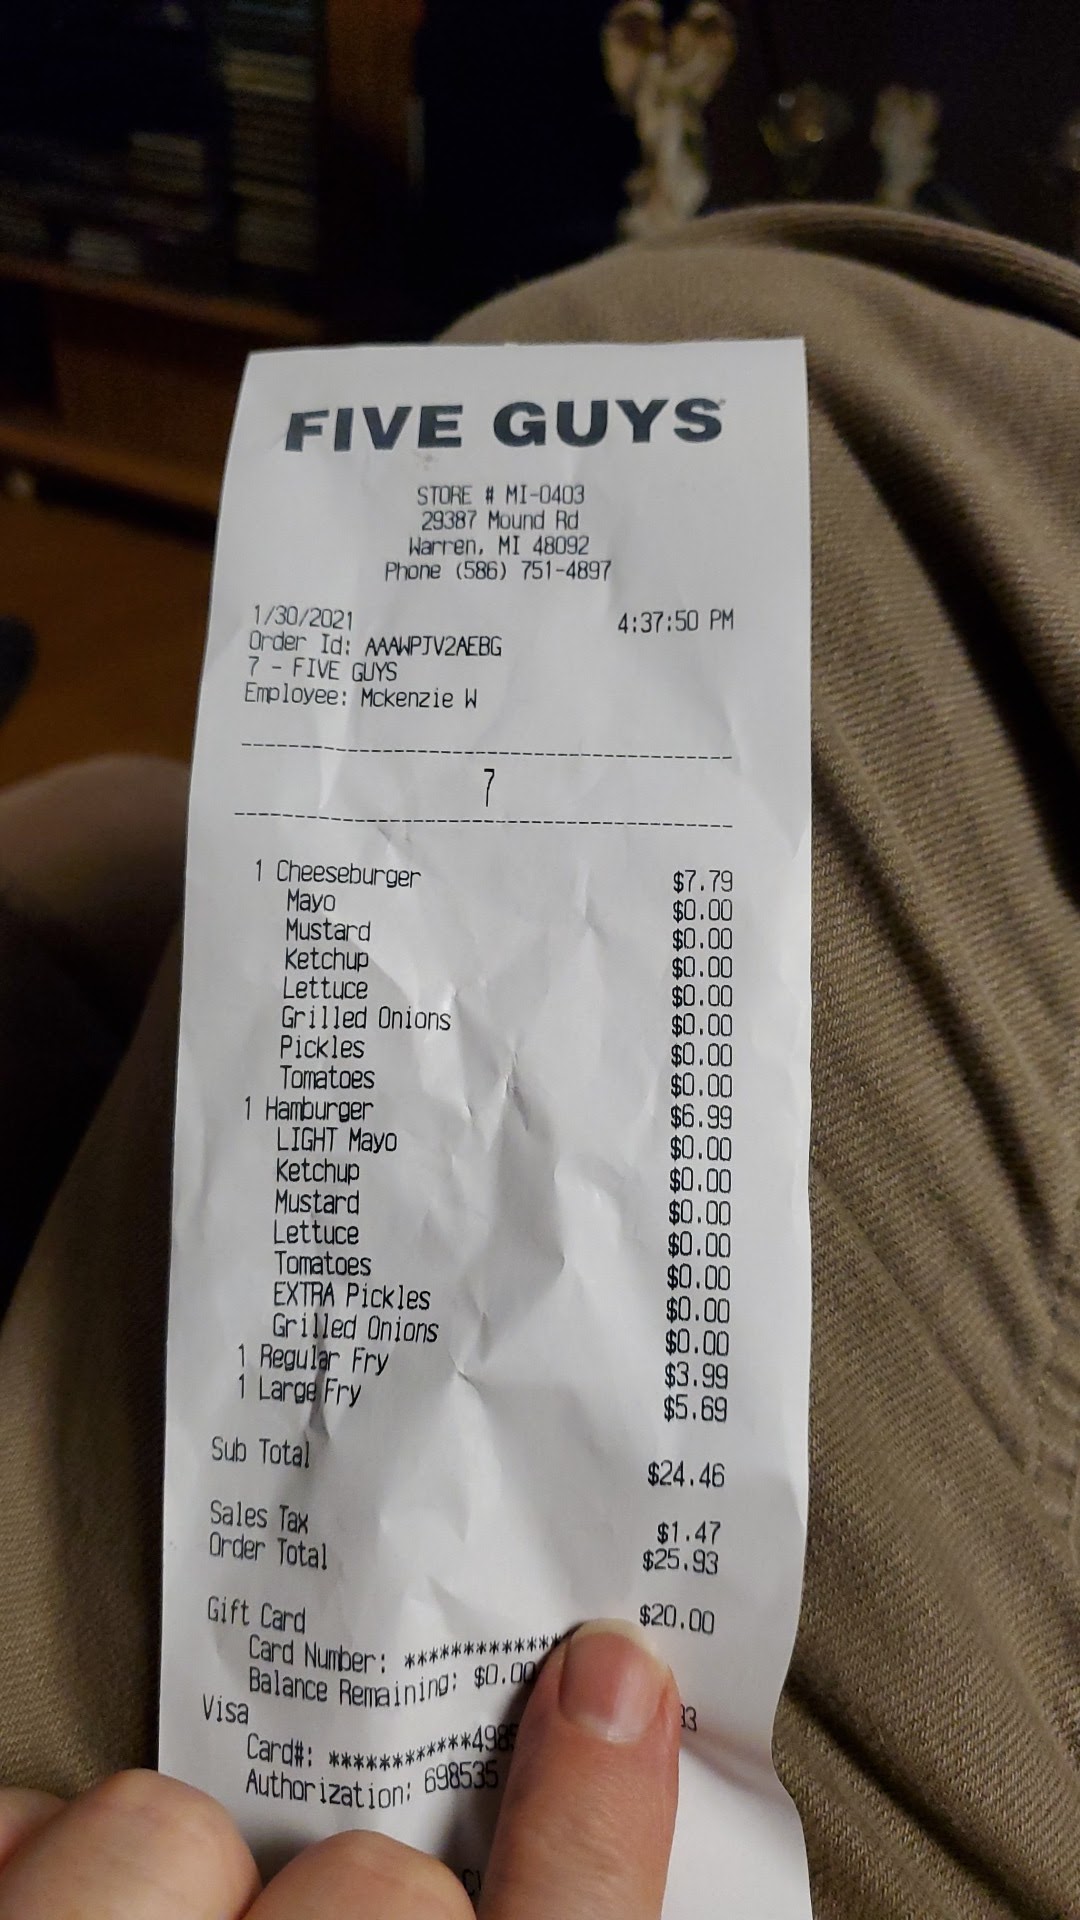 FIVE GUYS
STORE # MI-0403
29387 Mound Rd
Warren, MI 48092
Phone (586) 751-4897
1/30/2021 4:37:50 PM
Order Id: AAAWPJV2AEBG
7 - FIVE GUYS
Employee: Mckenzie W
7
1 Cheeseburger $7.79
Mayo $0.00
Mustard $0.00
Ketchup $0.00
Lettuce $0.00
Grilled Onions $0.00
Pickles $0.00
Tomatoes $0.00
1 Hamburger $6.99
LIGHT Mayo $0.00
Ketchup $0.00
Mustard $0.00
Lettuce $0.00
Tomatoes $0.00
EXTRA Pickles $0.00
Grilled Onions $0.00
1 Regular Fry $3.99
1 Large Fry $5.69
Sub Total $24.46
Sales Tax $1.47
Order Total $25.93
Gift Card $20.00
Card Number: *************
Balance Remaining: $0.00
Visa 93
Card#: ************498
Authorization: 698535